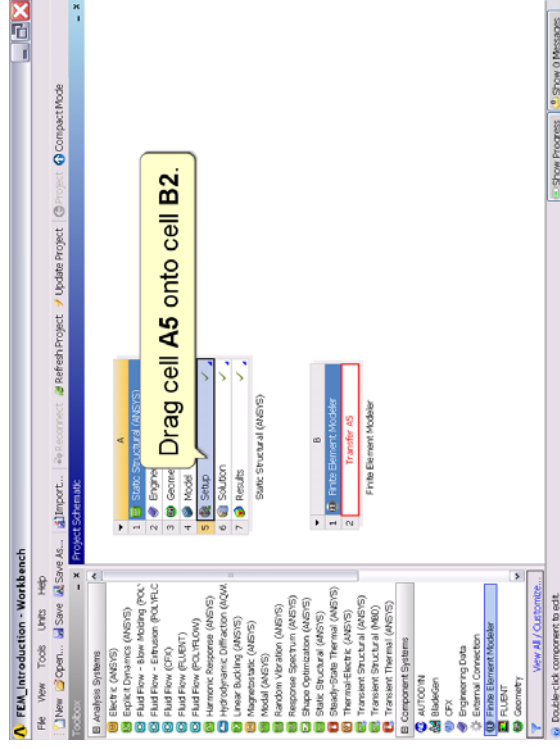 FEM_Introduction - Workbench
File View Tools Units Help
New Open... Save Save As... Import... Reconnect Refresh Project Update Project Project Compact Mode
Toolbox
Analysis Systems
Electric (ANSYS)
Explicit Dynamics (ANSYS)
Fluid Flow - Blow Molding (POLY
Fluid Flow - Extrusion (POLYFLC
Fluid Flow (CFX)
Fluid Flow (FLUENT)
Fluid Flow (POLYFLOW)
Harmonic Response (ANSYS)
Hydrodynamic Diffraction (AQWA
Linear Buckling (ANSYS)
Magnetostatic (ANSYS)
Modal (ANSYS)
Random Vibration (ANSYS)
Response Spectrum (ANSYS)
Shape Optimization (ANSYS)
Static Structural (ANSYS)
Steady-State Thermal (ANSYS)
Thermal-Electric (ANSYS)
Transient Structural (ANSYS)
Transient Structural (MBD)
Transient Thermal (ANSYS)
Component Systems
AUTODYN
BladeGen
CFX
Engineering Data
External Connection
Finite Element Modeler
FLUENT
Geometry
View All / Customize...
Project Schematic
A
1 Static Structural (ANSYS)
2 Engine
3 Geome
4 Model
5 Setup
6 Solution
7 Results
Static Structural (ANSYS)
Drag cell A5 onto cell B2.
B
1 Finite Element Modeler
2 Transfer A5
Finite Element Modeler
Double-click component to edit.
Show Progress Show 0 Messages